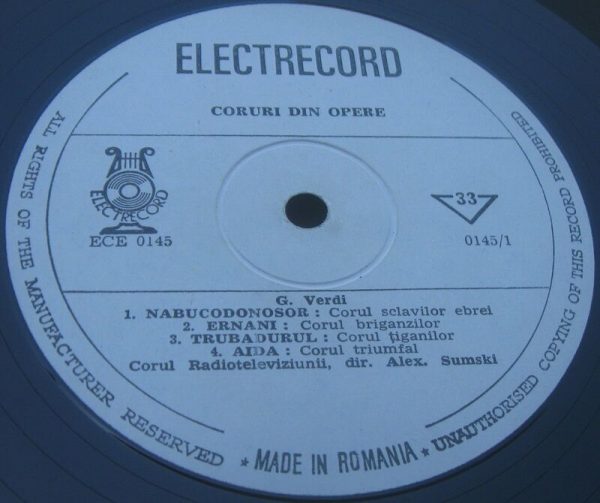 ELECTRECORD
CORURI DIN OPERE
ELECTRECORD
ECE 0145
33
0145/1
G. Verdi
1. NABUCODONOSOR : Corul sclavilor ebrei
2. ERNANI : Corul briganzilor
3. TRUBADURUL : Corul țiganilor
4. AIDA : Corul triumfal
Corul Radioteleviziunii, dir. Alex. Sumski
ALL RIGHTS OF THE MANUFACTURER RESERVED ★ MADE IN ROMANIA ★ UNAUTHORISED COPYING OF THIS RECORD PROHIBITED